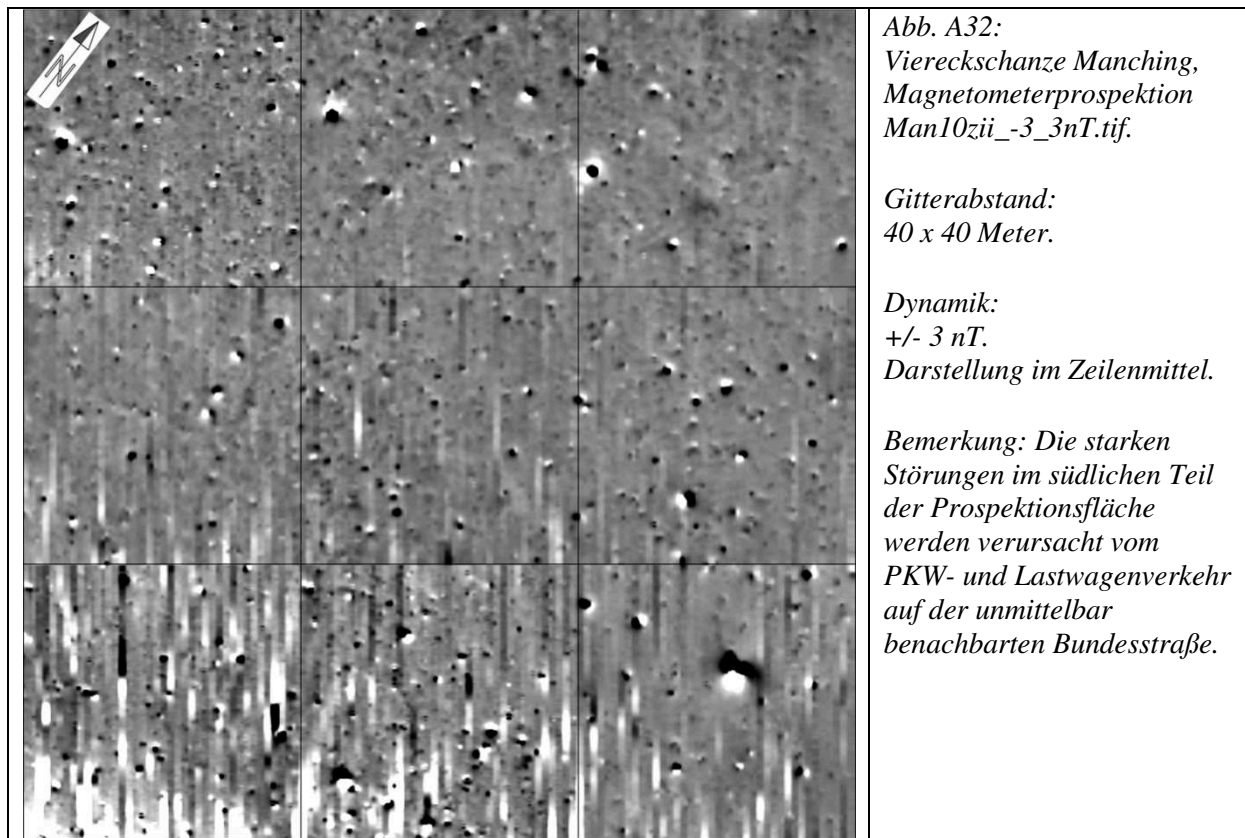 N
Abb. A32:
Viereckschanze Manching,
Magnetometerprospektion
Man10zii_-3_3nT.tif.
Gitterabstand:
40 x 40 Meter.
Dynamik:
+/- 3 nT.
Darstellung im Zeilenmittel.
Bemerkung: Die starken
Störungen im südlichen Teil
der Prospektionsfläche
werden verursacht vom
PKW- und Lastwagenverkehr
auf der unmittelbar
benachbarten Bundesstraße.